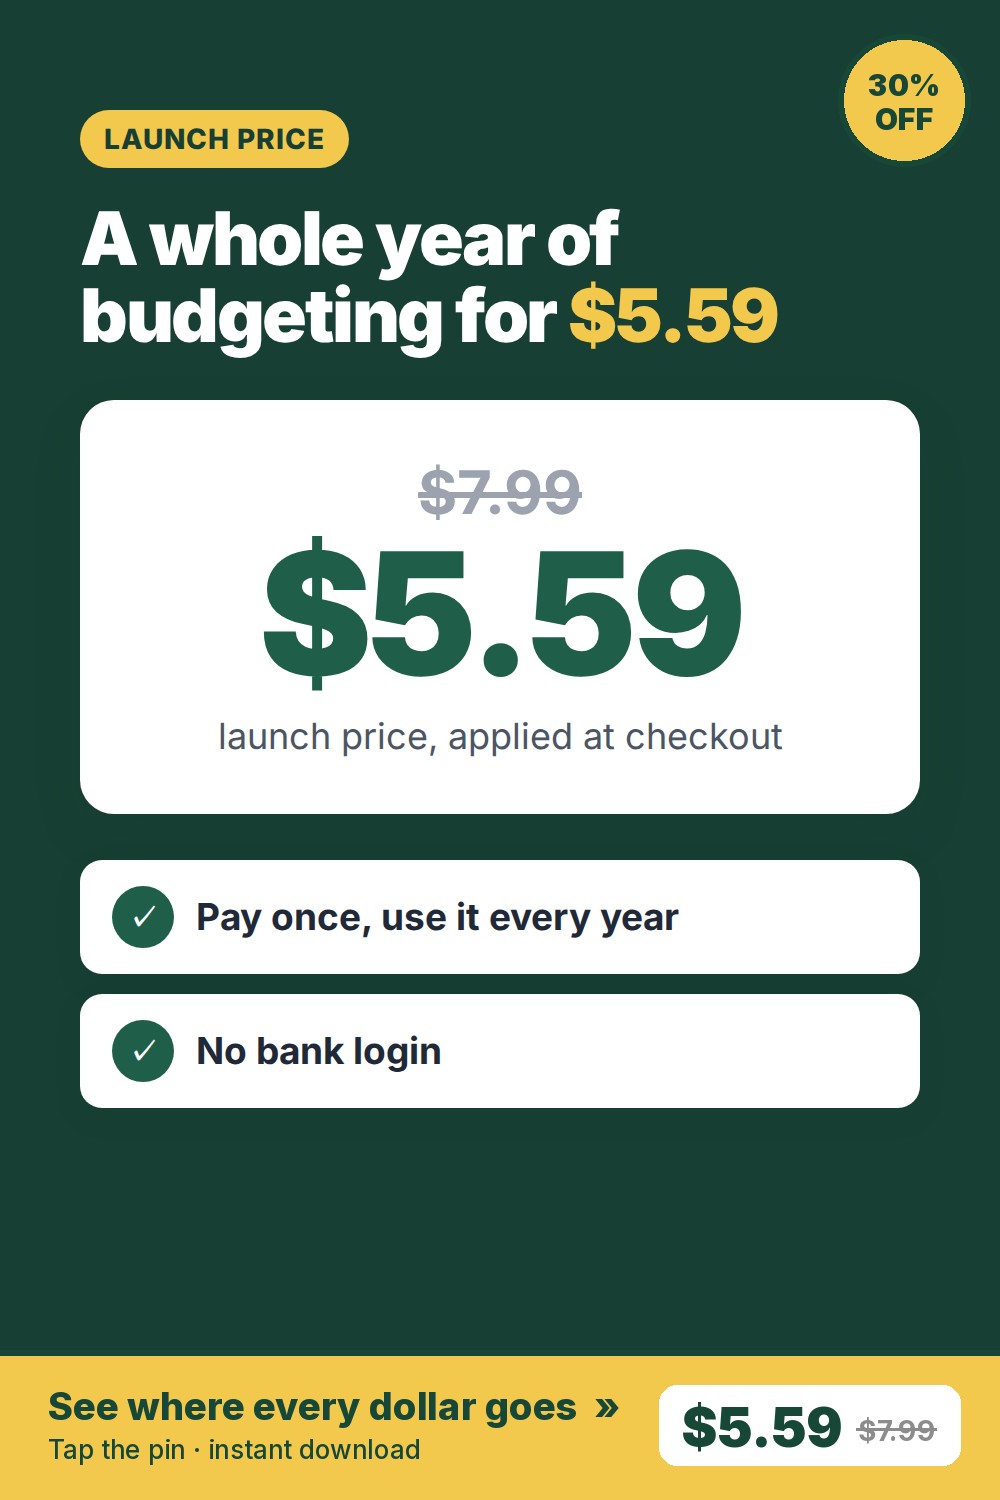 30%
OFF
LAUNCH PRICE
A whole year of
budgeting for $5.59
$7.99
$5.59
launch price, applied at checkout
✓ Pay once, use it every year
✓ No bank login
See where every dollar goes »
Tap the pin · instant download
$5.59 $7.99